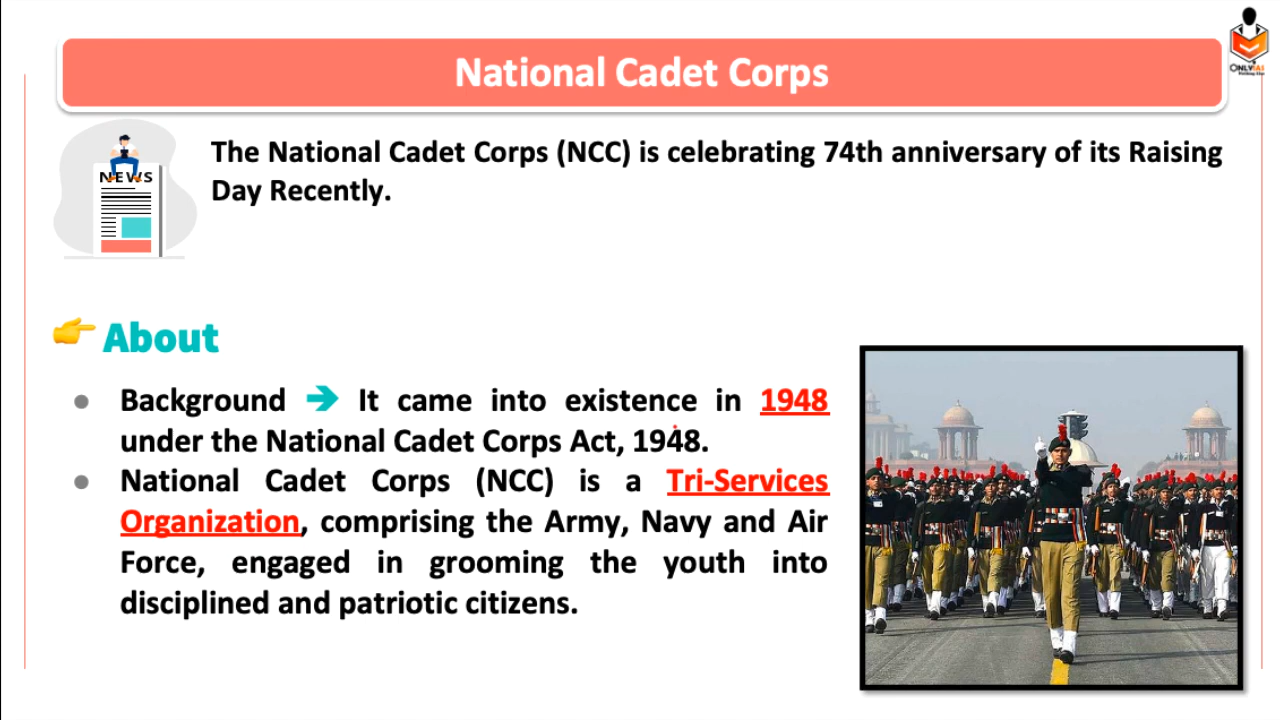 National Cadet Corps
ONLYIAS
NEWS
The National Cadet Corps (NCC) is celebrating 74th anniversary of its Raising
Day Recently.
About
Background ➔ It came into existence in 1948
under the National Cadet Corps Act, 1948.
National Cadet Corps (NCC) is a Tri-Services
Organization, comprising the Army, Navy and Air
Force, engaged in grooming the youth into
disciplined and patriotic citizens.